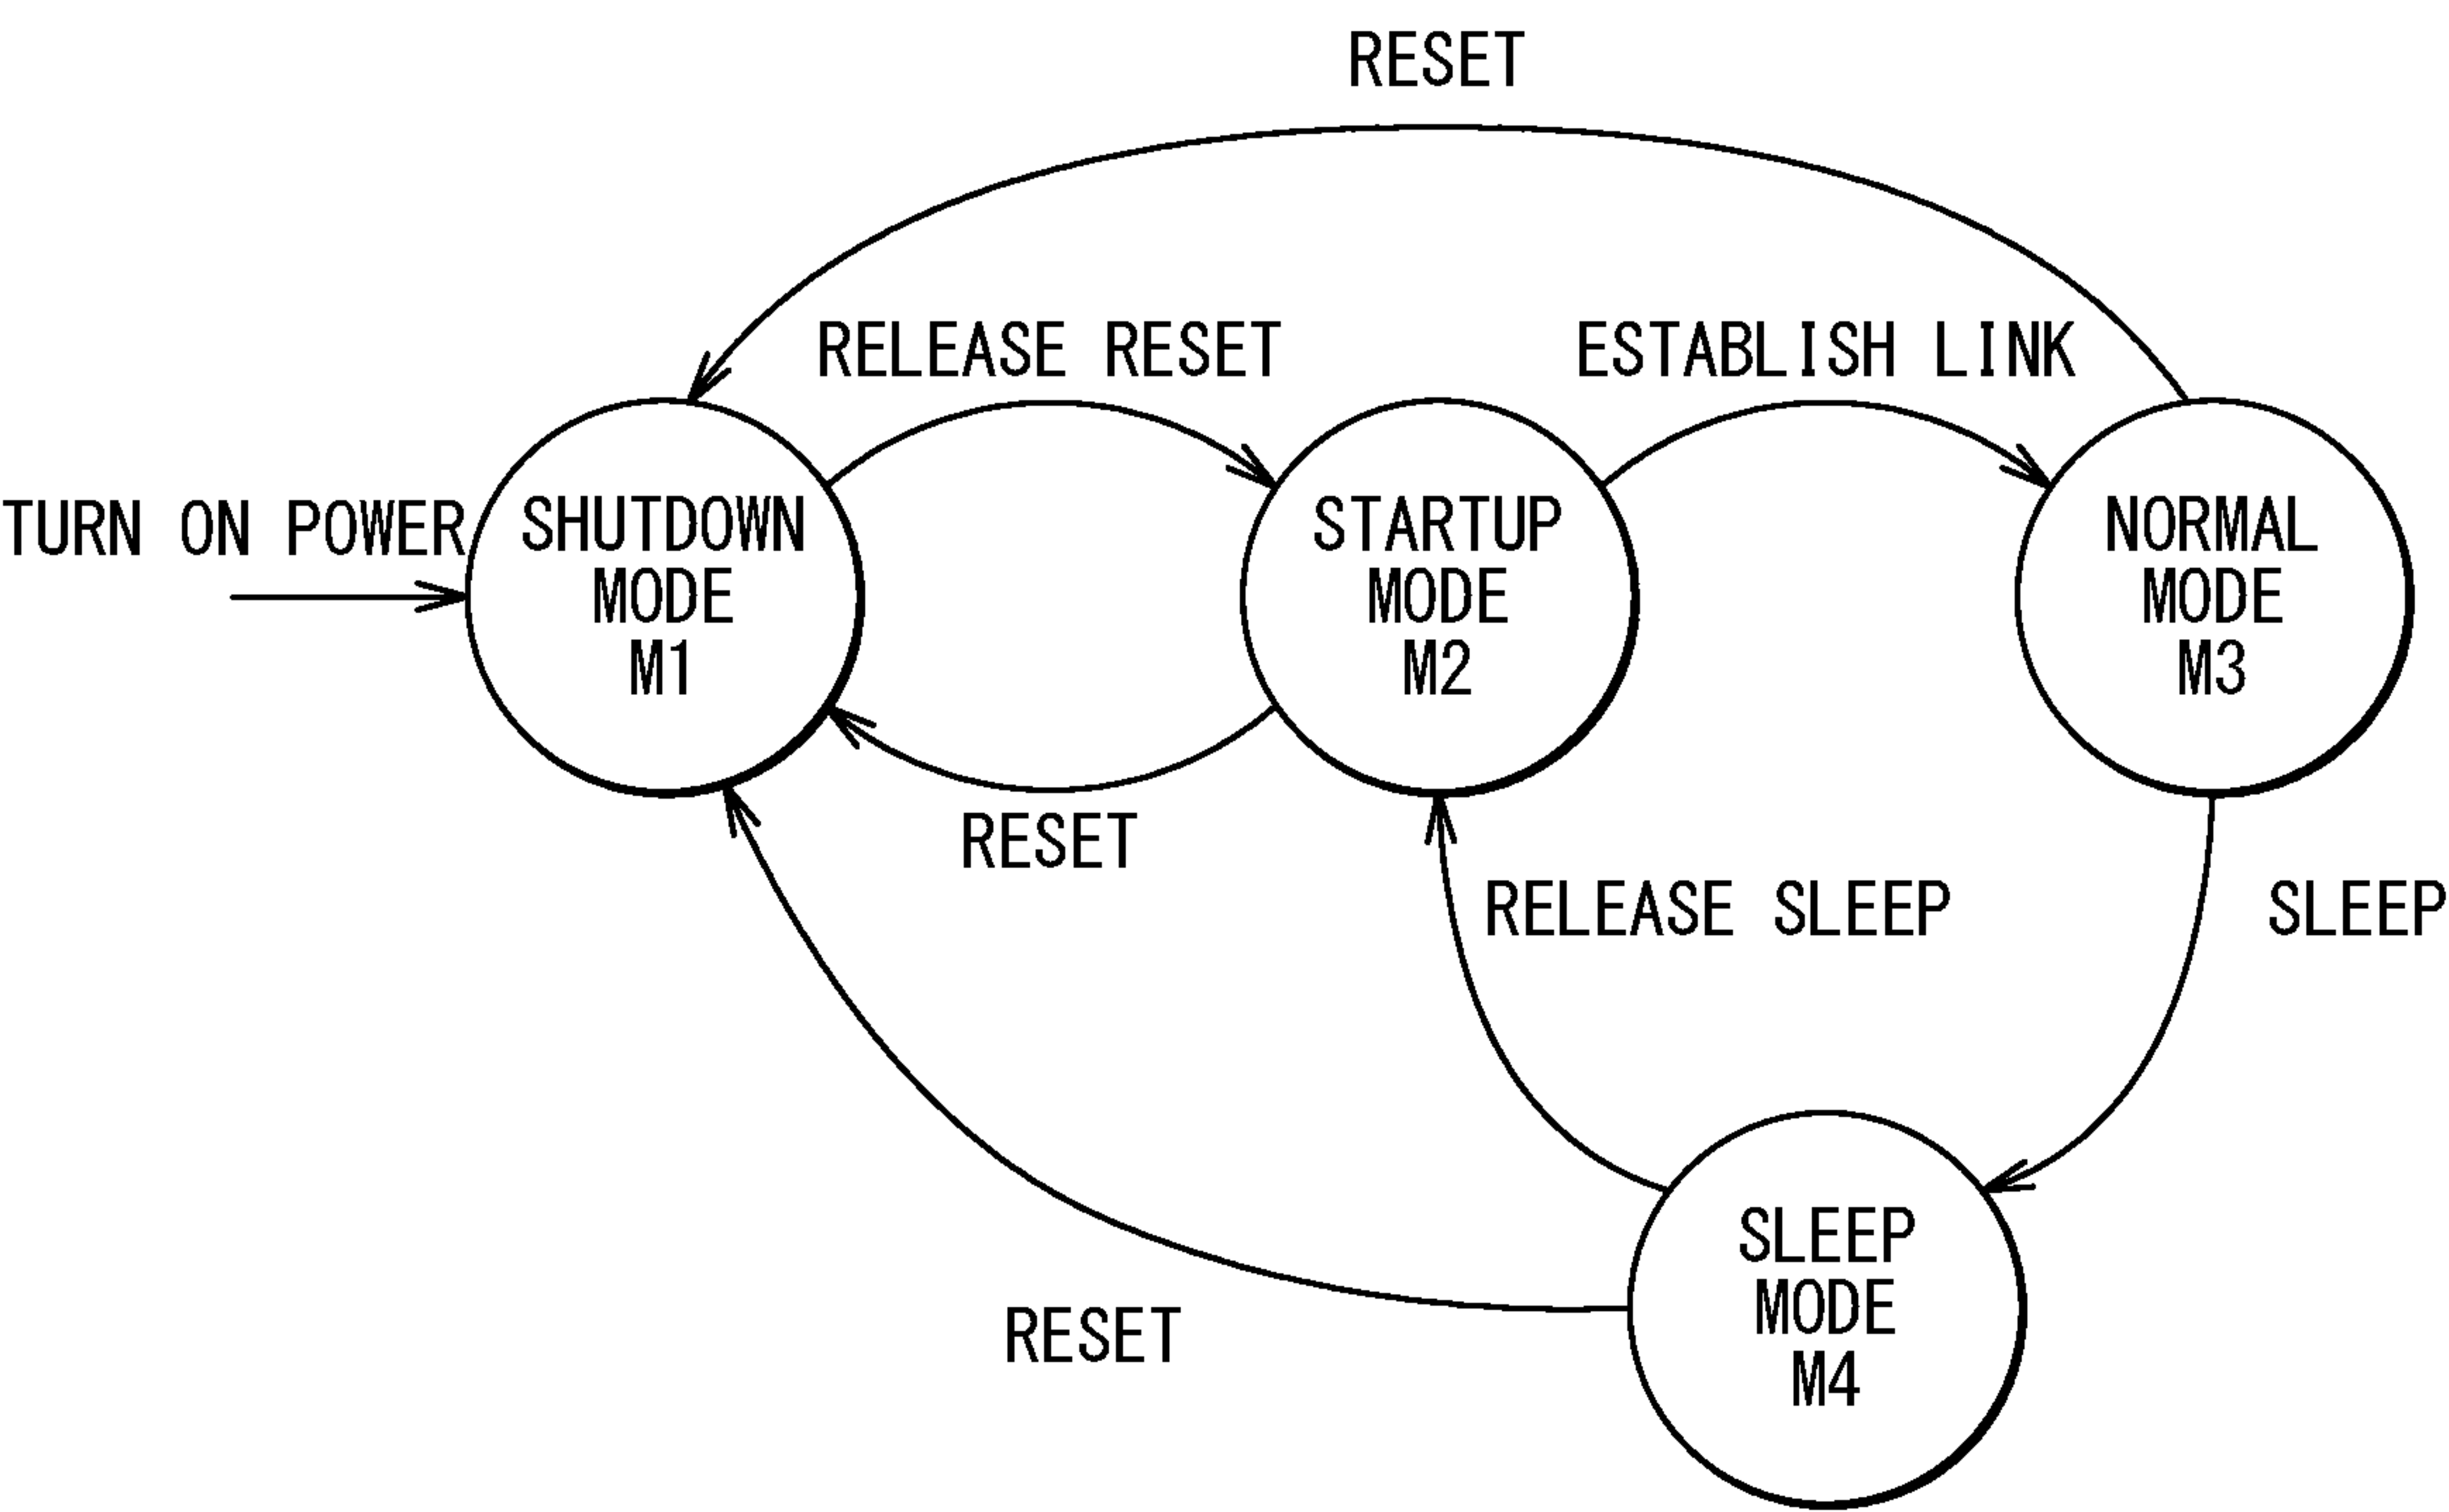 RESET
RELEASE RESET
ESTABLISH LINK
TURN ON POWER
SHUTDOWN
MODE
M1
STARTUP
MODE
M2
NORMAL
MODE
M3
RESET
RELEASE SLEEP
SLEEP
SLEEP
MODE
M4
RESET